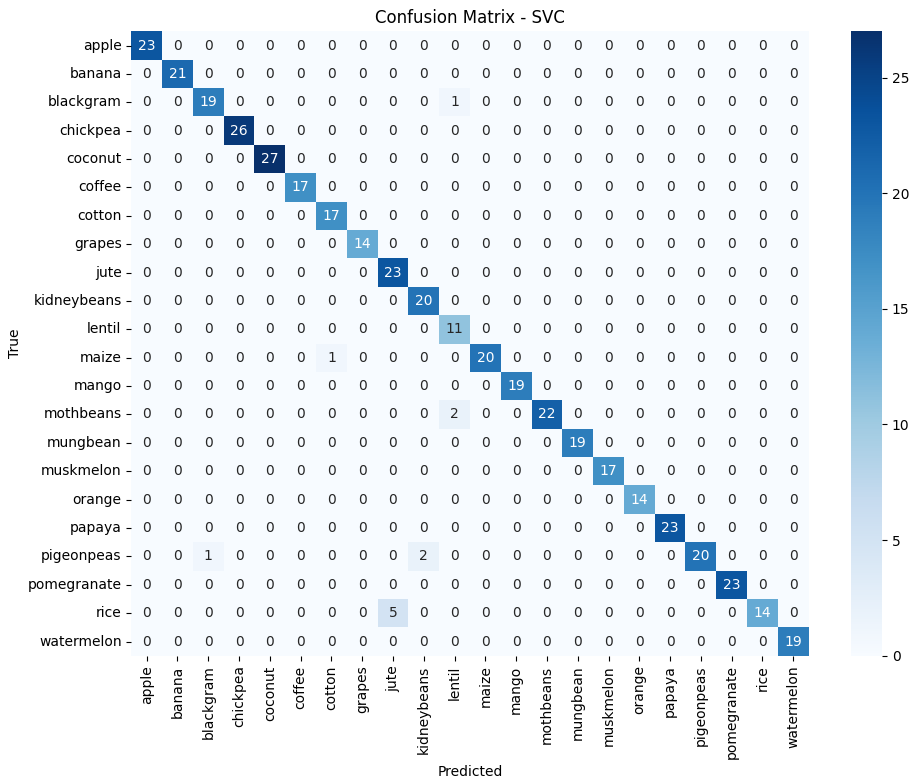 Confusion Matrix - SVC
True
apple 23 0 0 0 0 0 0 0 0 0 0 0 0 0 0 0 0 0 0 0 0 0
banana 0 21 0 0 0 0 0 0 0 0 0 0 0 0 0 0 0 0 0 0 0 0
blackgram 0 0 19 0 0 0 0 0 0 0 1 0 0 0 0 0 0 0 0 0 0 0
chickpea 0 0 0 26 0 0 0 0 0 0 0 0 0 0 0 0 0 0 0 0 0 0
coconut 0 0 0 0 27 0 0 0 0 0 0 0 0 0 0 0 0 0 0 0 0 0
coffee 0 0 0 0 0 17 0 0 0 0 0 0 0 0 0 0 0 0 0 0 0 0
cotton 0 0 0 0 0 0 17 0 0 0 0 0 0 0 0 0 0 0 0 0 0 0
grapes 0 0 0 0 0 0 0 14 0 0 0 0 0 0 0 0 0 0 0 0 0 0
jute 0 0 0 0 0 0 0 0 23 0 0 0 0 0 0 0 0 0 0 0 0 0
kidneybeans 0 0 0 0 0 0 0 0 0 20 0 0 0 0 0 0 0 0 0 0 0 0
lentil 0 0 0 0 0 0 0 0 0 0 11 0 0 0 0 0 0 0 0 0 0 0
maize 0 0 0 0 0 0 1 0 0 0 0 20 0 0 0 0 0 0 0 0 0 0
mango 0 0 0 0 0 0 0 0 0 0 0 0 19 0 0 0 0 0 0 0 0 0
mothbeans 0 0 0 0 0 0 0 0 0 0 2 0 0 22 0 0 0 0 0 0 0 0
mungbean 0 0 0 0 0 0 0 0 0 0 0 0 0 0 19 0 0 0 0 0 0 0
muskmelon 0 0 0 0 0 0 0 0 0 0 0 0 0 0 0 17 0 0 0 0 0 0
orange 0 0 0 0 0 0 0 0 0 0 0 0 0 0 0 0 14 0 0 0 0 0
papaya 0 0 0 0 0 0 0 0 0 0 0 0 0 0 0 0 0 23 0 0 0 0
pigeonpeas 0 0 1 0 0 0 0 0 0 2 0 0 0 0 0 0 0 0 20 0 0 0
pomegranate 0 0 0 0 0 0 0 0 0 0 0 0 0 0 0 0 0 0 0 23 0 0
rice 0 0 0 0 0 0 0 0 5 0 0 0 0 0 0 0 0 0 0 0 14 0
watermelon 0 0 0 0 0 0 0 0 0 0 0 0 0 0 0 0 0 0 0 0 0 19
apple banana blackgram chickpea coconut coffee cotton grapes jute kidneybeans lentil maize mango mothbeans mungbean muskmelon orange papaya pigeonpeas pomegranate rice watermelon
Predicted
25
20
15
10
5
0